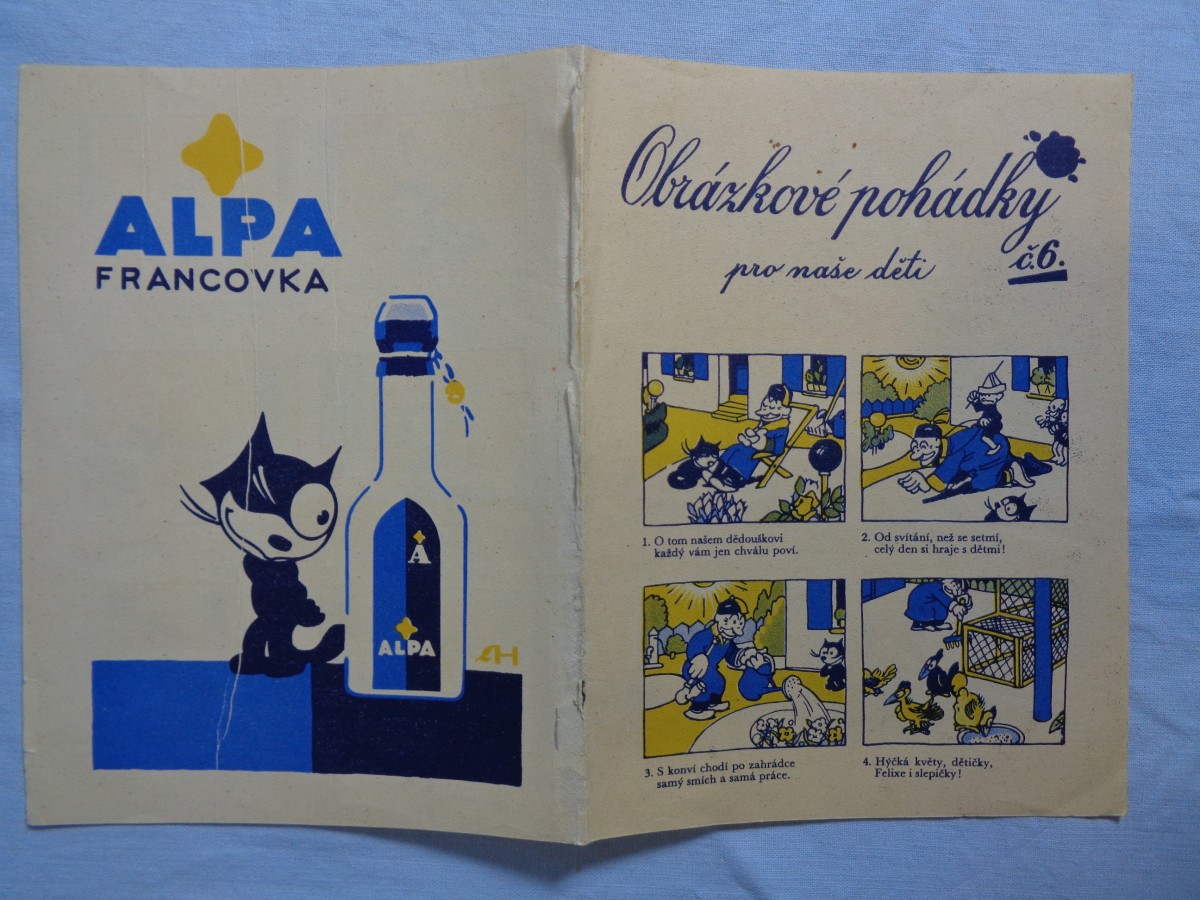 ALPA
FRANCOVKA
A
ALPA
AH
Obrázkové pohádky
pro naše děti
č.6.
1. O tom našem dědouškovi
každý vám jen chválu poví.
2. Od svítání, než se setmí,
celý den si hraje s dětmi!
3. S konví chodí po zahrádce
samý smích a samá práce.
4. Hýčká květy, dětičky,
Felixe i slepičky!